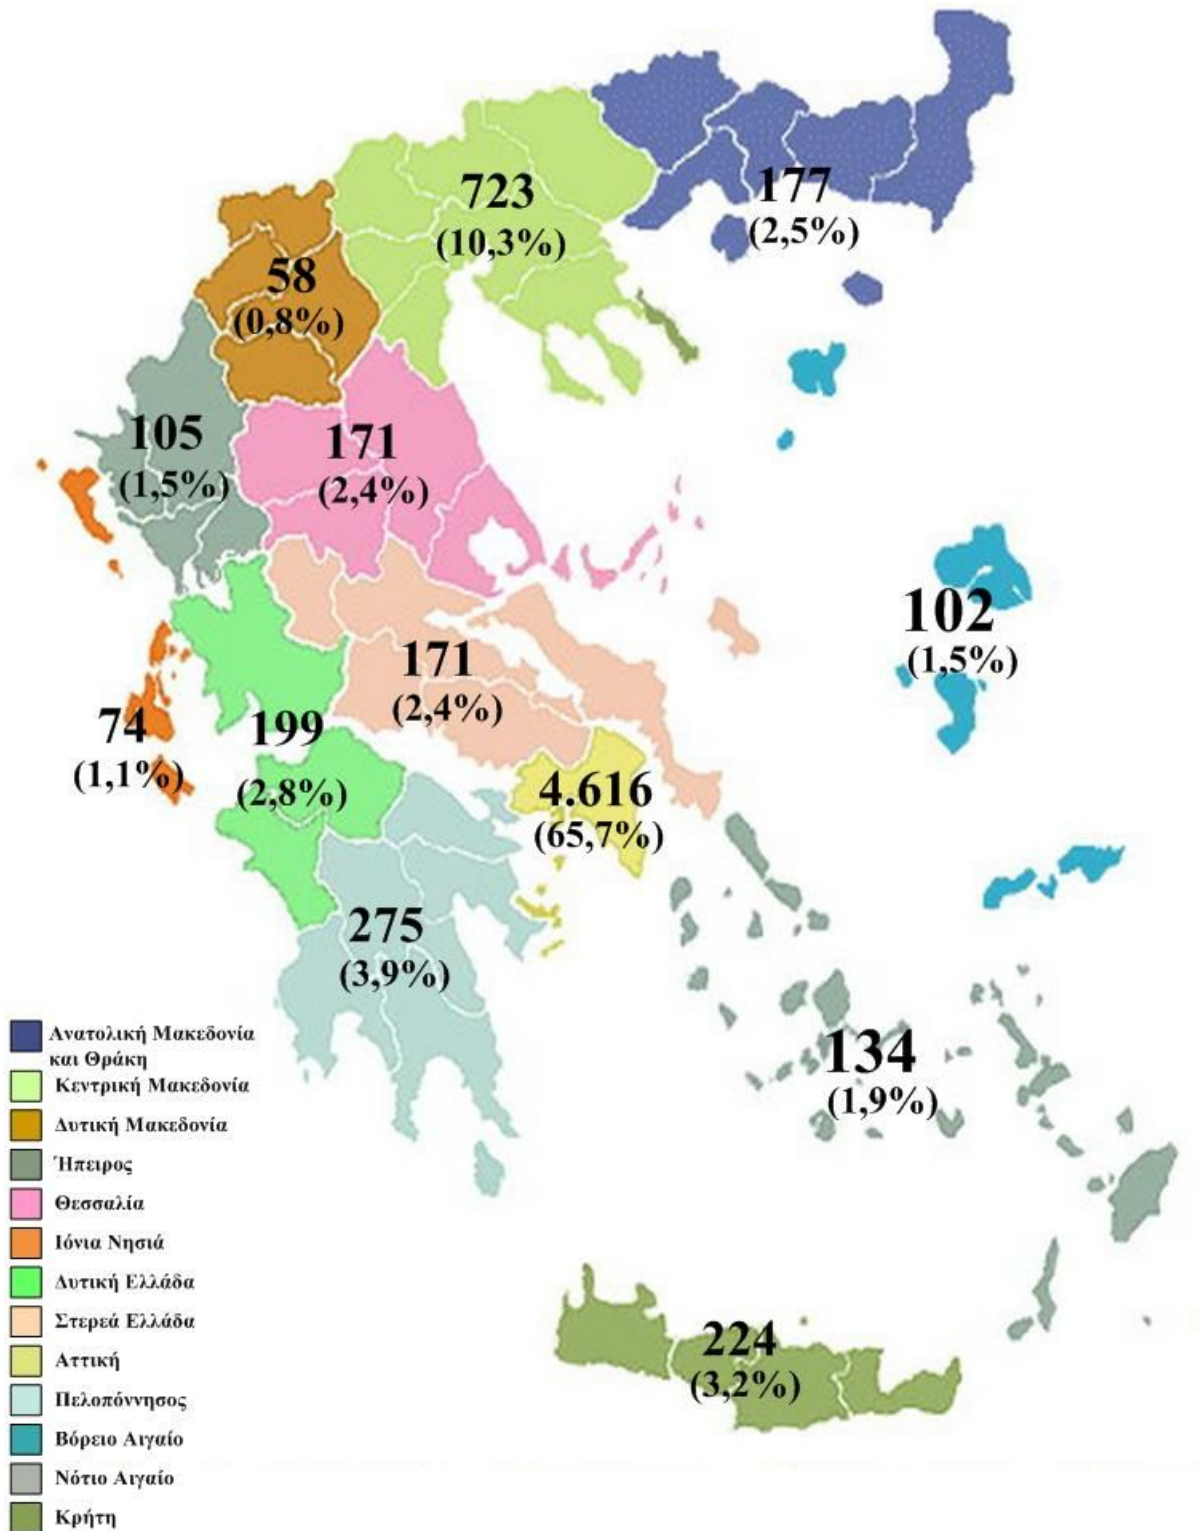 723
(10,3%)
177
(2,5%)
58
(0,8%)
105
(1,5%)
171
(2,4%)
102
(1,5%)
171
(2,4%)
74
(1,1%)
199
(2,8%)
4.616
(65,7%)
275
(3,9%)
134
(1,9%)
224
(3,2%)
Ανατολική Μακεδονία
και Θράκη
Κεντρική Μακεδονία
Δυτική Μακεδονία
Ήπειρος
Θεσσαλία
Ιόνια Νησιά
Δυτική Ελλάδα
Στερεά Ελλάδα
Αττική
Πελοπόννησος
Βόρειο Αιγαίο
Νότιο Αιγαίο
Κρήτη